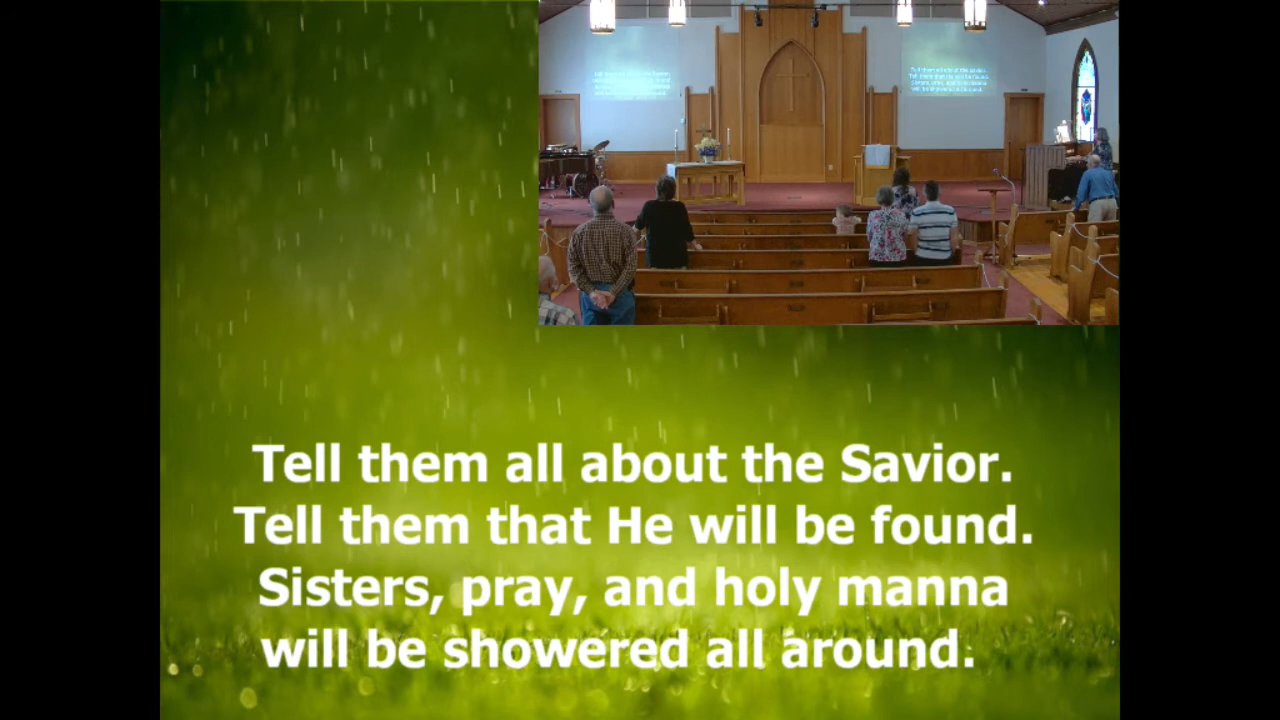 Tell them all about the Savior.
Tell them that He will be found.
Sisters, pray, and holy manna
will be showered all around.